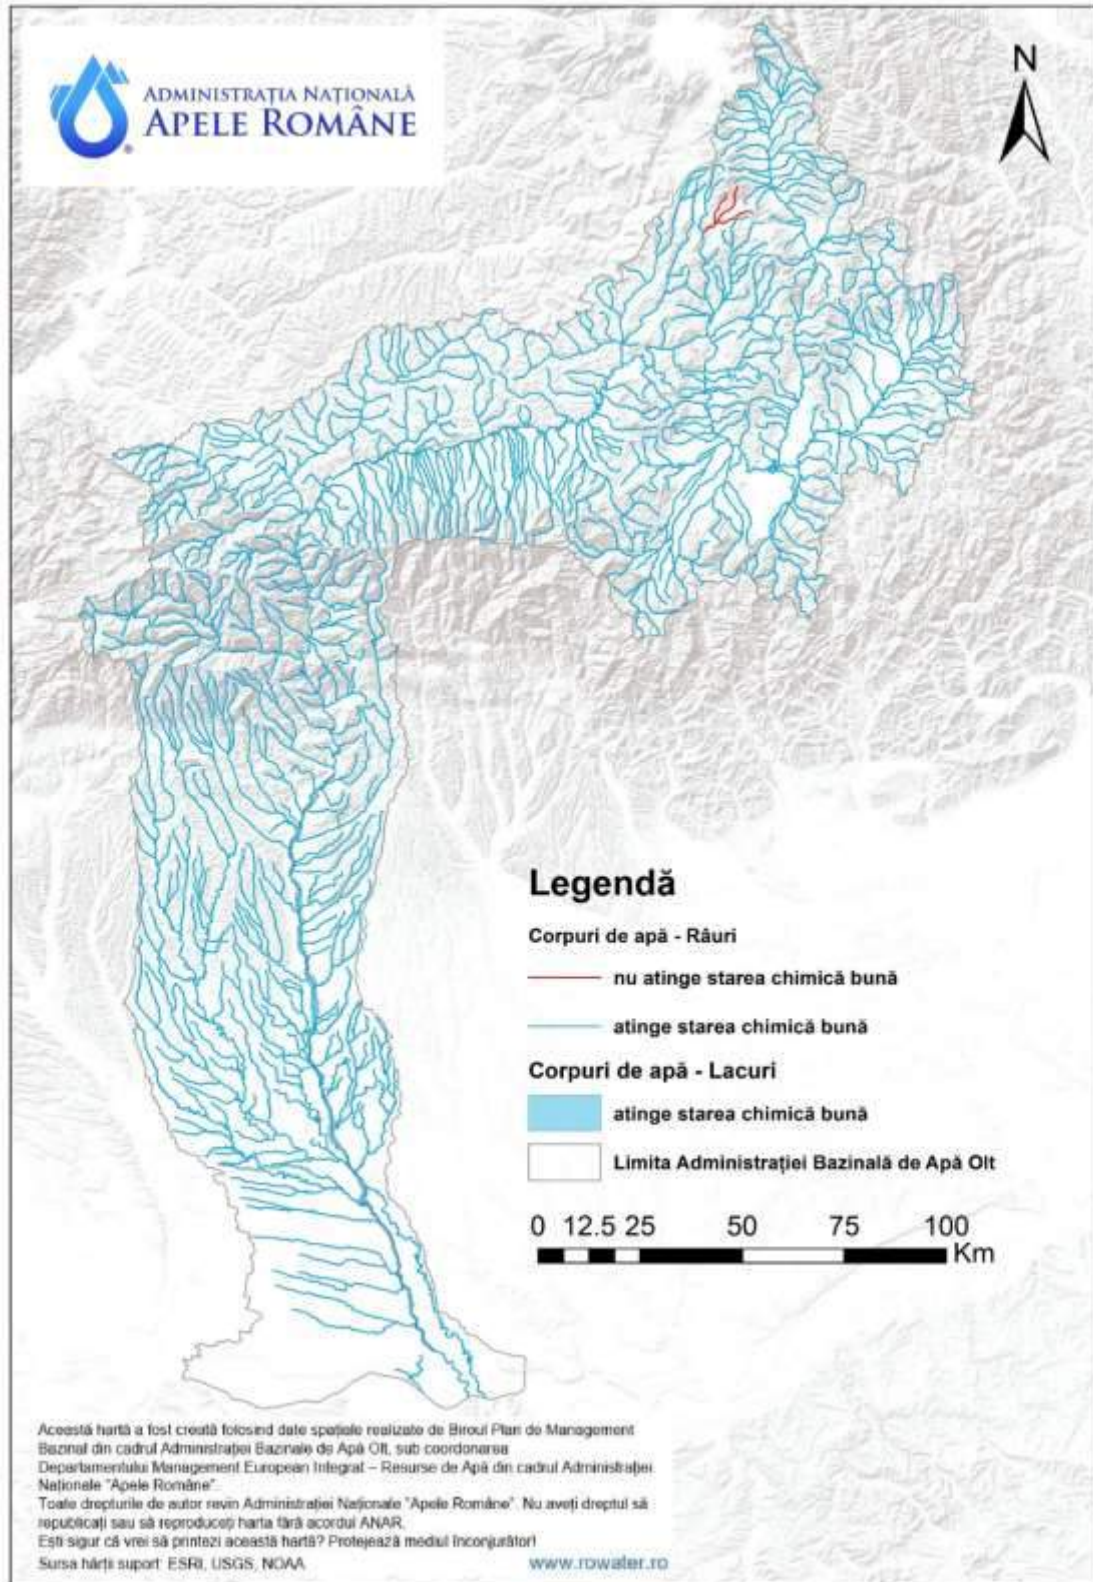 ADMINISTRAȚIA NAȚIONALĂ
APELE ROMÂNE
N
Legendă
Corpuri de apă - Râuri
nu atinge starea chimică bună
atinge starea chimică bună
Corpuri de apă - Lacuri
atinge starea chimică bună
Limita Administrației Bazinală de Apă Olt
0 12.5 25 50 75 100
Km
Această hartă a fost creată folosind date spațiale realizate de Biroul Plan de Management
Bazinal din cadrul Administrației Bazinale de Apă Olt, sub coordonarea
Departamentului Management European Integrat – Resurse de Apă din cadrul Administrației
Naționale "Apele Române".
Toate drepturile de autor revin Administrației Naționale "Apele Române". Nu aveți dreptul să
republicați sau să reproduceți harta fără acordul ANAR.
Ești sigur că vrei să printezi această hartă? Protejează mediul înconjurător!
Sursa hărții suport: ESRI, USGS, NOAA www.rowater.ro